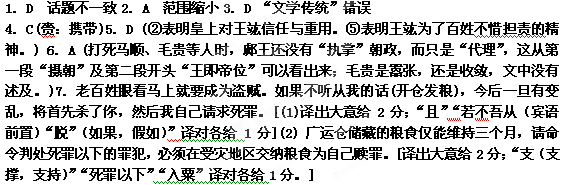 1. D  话题不一致 2. A  范围缩小 3. D “文学传统”错误
4. C(赍：携带)5. D (②表明皇上对王竑信任与重用。⑤表明王竑为了百姓不惜担责的精
神。) 6. A (打死马顺、毛贵等人时，郕王还没有“执掌”朝政，而只是“代理”，这从第
一段“摄朝”及第二段开头“王即帝位”可以看出来；毛贵是嚣张，还是收敛，文中没有
述及。)7. 老百姓眼看马上就要成为盗贼。如果不听从我的话(开仓发粮)，今后一旦有变
乱，将首先杀了你，然后我自己请求死罪。[(1)译出大意给 2 分；“且”“若不吾从（宾语
前置）”“脱”（如果，假如）”译对各给 1 分](2) 广运仓储藏的粮食仅能维持三个月，请命
令判处死罪以下的罪犯，必须在受灾地区交纳粮食为自己赎罪。[译出大意给 2 分；“支（支
撑，支持）”“死罪以下”“入粟”译对各给 1 分。]